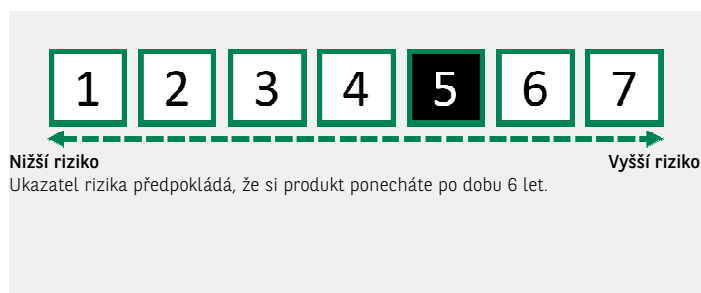 1 2 3 4 5 6 7
Nižší riziko Vyšší riziko
Ukazatel rizika předpokládá, že si produkt ponecháte po dobu 6 let.